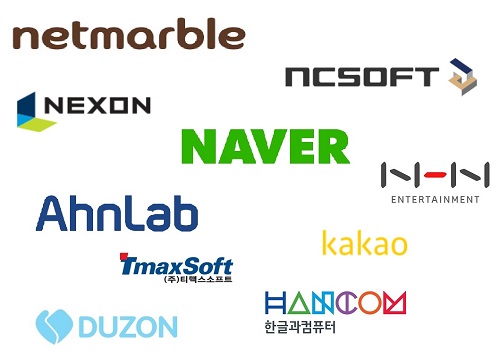 netmarble
NCSOFT
NEXON
NAVER
N-N
ENTERTAINMENT
AhnLab
kakao
TmaxSoft
(주)티맥스소프트
HANCOM
한글과컴퓨터
DUZON